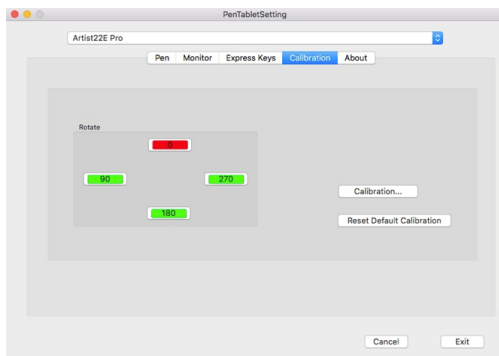 PenTabletSetting
Artist22E Pro
Pen Monitor Express Keys Calibration About
Rotate
0
90 270
180
Calibration...
Reset Default Calibration
Cancel Exit